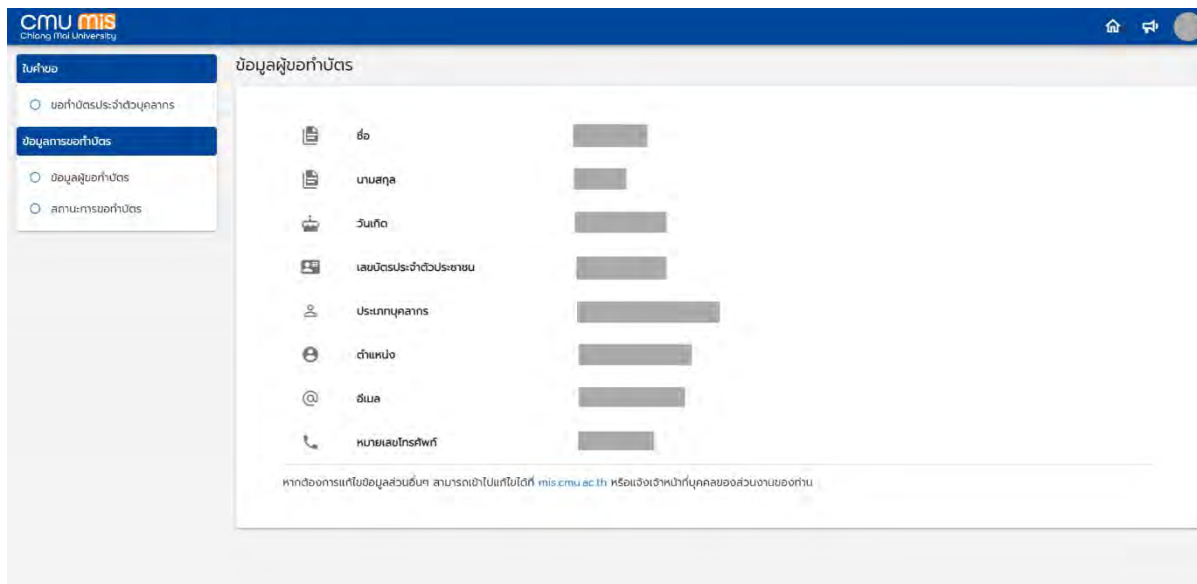 CMU mis
Chiang Mai University
ใบคำขอ
ขอทำบัตรประจำตัวบุคลากร
ข้อมูลการขอทำบัตร
ข้อมูลผู้ขอทำบัตร
สถานะการขอทำบัตร
ข้อมูลผู้ขอทำบัตร
ชื่อ
นามสกุล
วันเกิด
เลขบัตรประจำตัวประชาชน
ประเภทบุคลากร
ตำแหน่ง
อีเมล
หมายเลขโทรศัพท์
หากต้องการแก้ไขข้อมูลส่วนอื่นๆ สามารถเข้าไปแก้ไขได้ที่ mis.cmu.ac.th หรือแจ้งเจ้าหน้าที่บุคคลของส่วนงานของท่าน